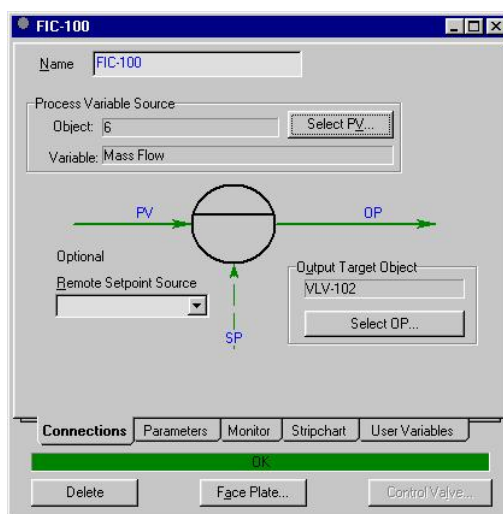 FIC-100
Name FIC-100
Process Variable Source
Object: 6 Select PV...
Variable: Mass Flow
PV OP
Optional
Remote Setpoint Source
Output Target Object
VLV-102
Select OP...
SP
Connections Parameters Monitor Stripchart User Variables
OK
Delete Face Plate... Control Valve...